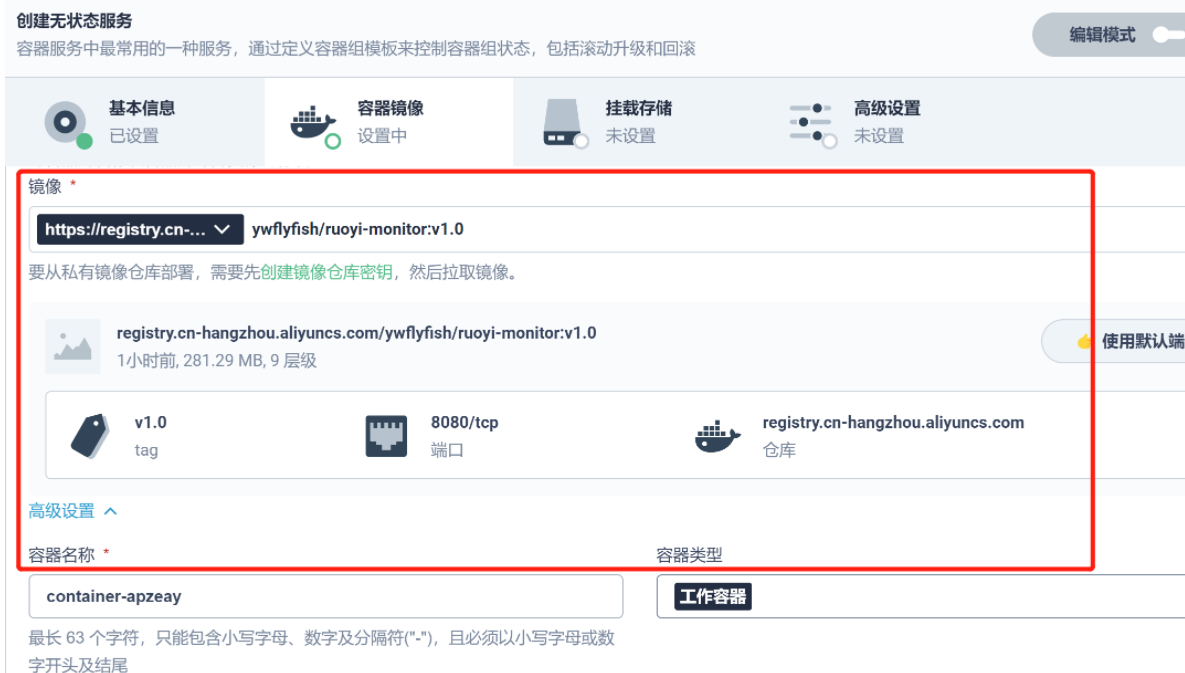 创建无状态服务
容器服务中最常用的一种服务，通过定义容器组模板来控制容器组状态，包括滚动升级和回滚
编辑模式
基本信息
已设置
容器镜像
设置中
挂载存储
未设置
高级设置
未设置
镜像 *
https://registry.cn-... ywflyfish/ruoyi-monitor:v1.0
要从私有镜像仓库部署，需要先创建镜像仓库密钥，然后拉取镜像。
registry.cn-hangzhou.aliyuncs.com/ywflyfish/ruoyi-monitor:v1.0
1小时前, 281.29 MB, 9 层级
使用默认端
v1.0
tag
8080/tcp
端口
registry.cn-hangzhou.aliyuncs.com
仓库
高级设置
容器名称 *
容器类型
container-apzeay
工作容器
最长 63 个字符，只能包含小写字母、数字及分隔符("-")，且必须以小写字母或数
字开头及结尾